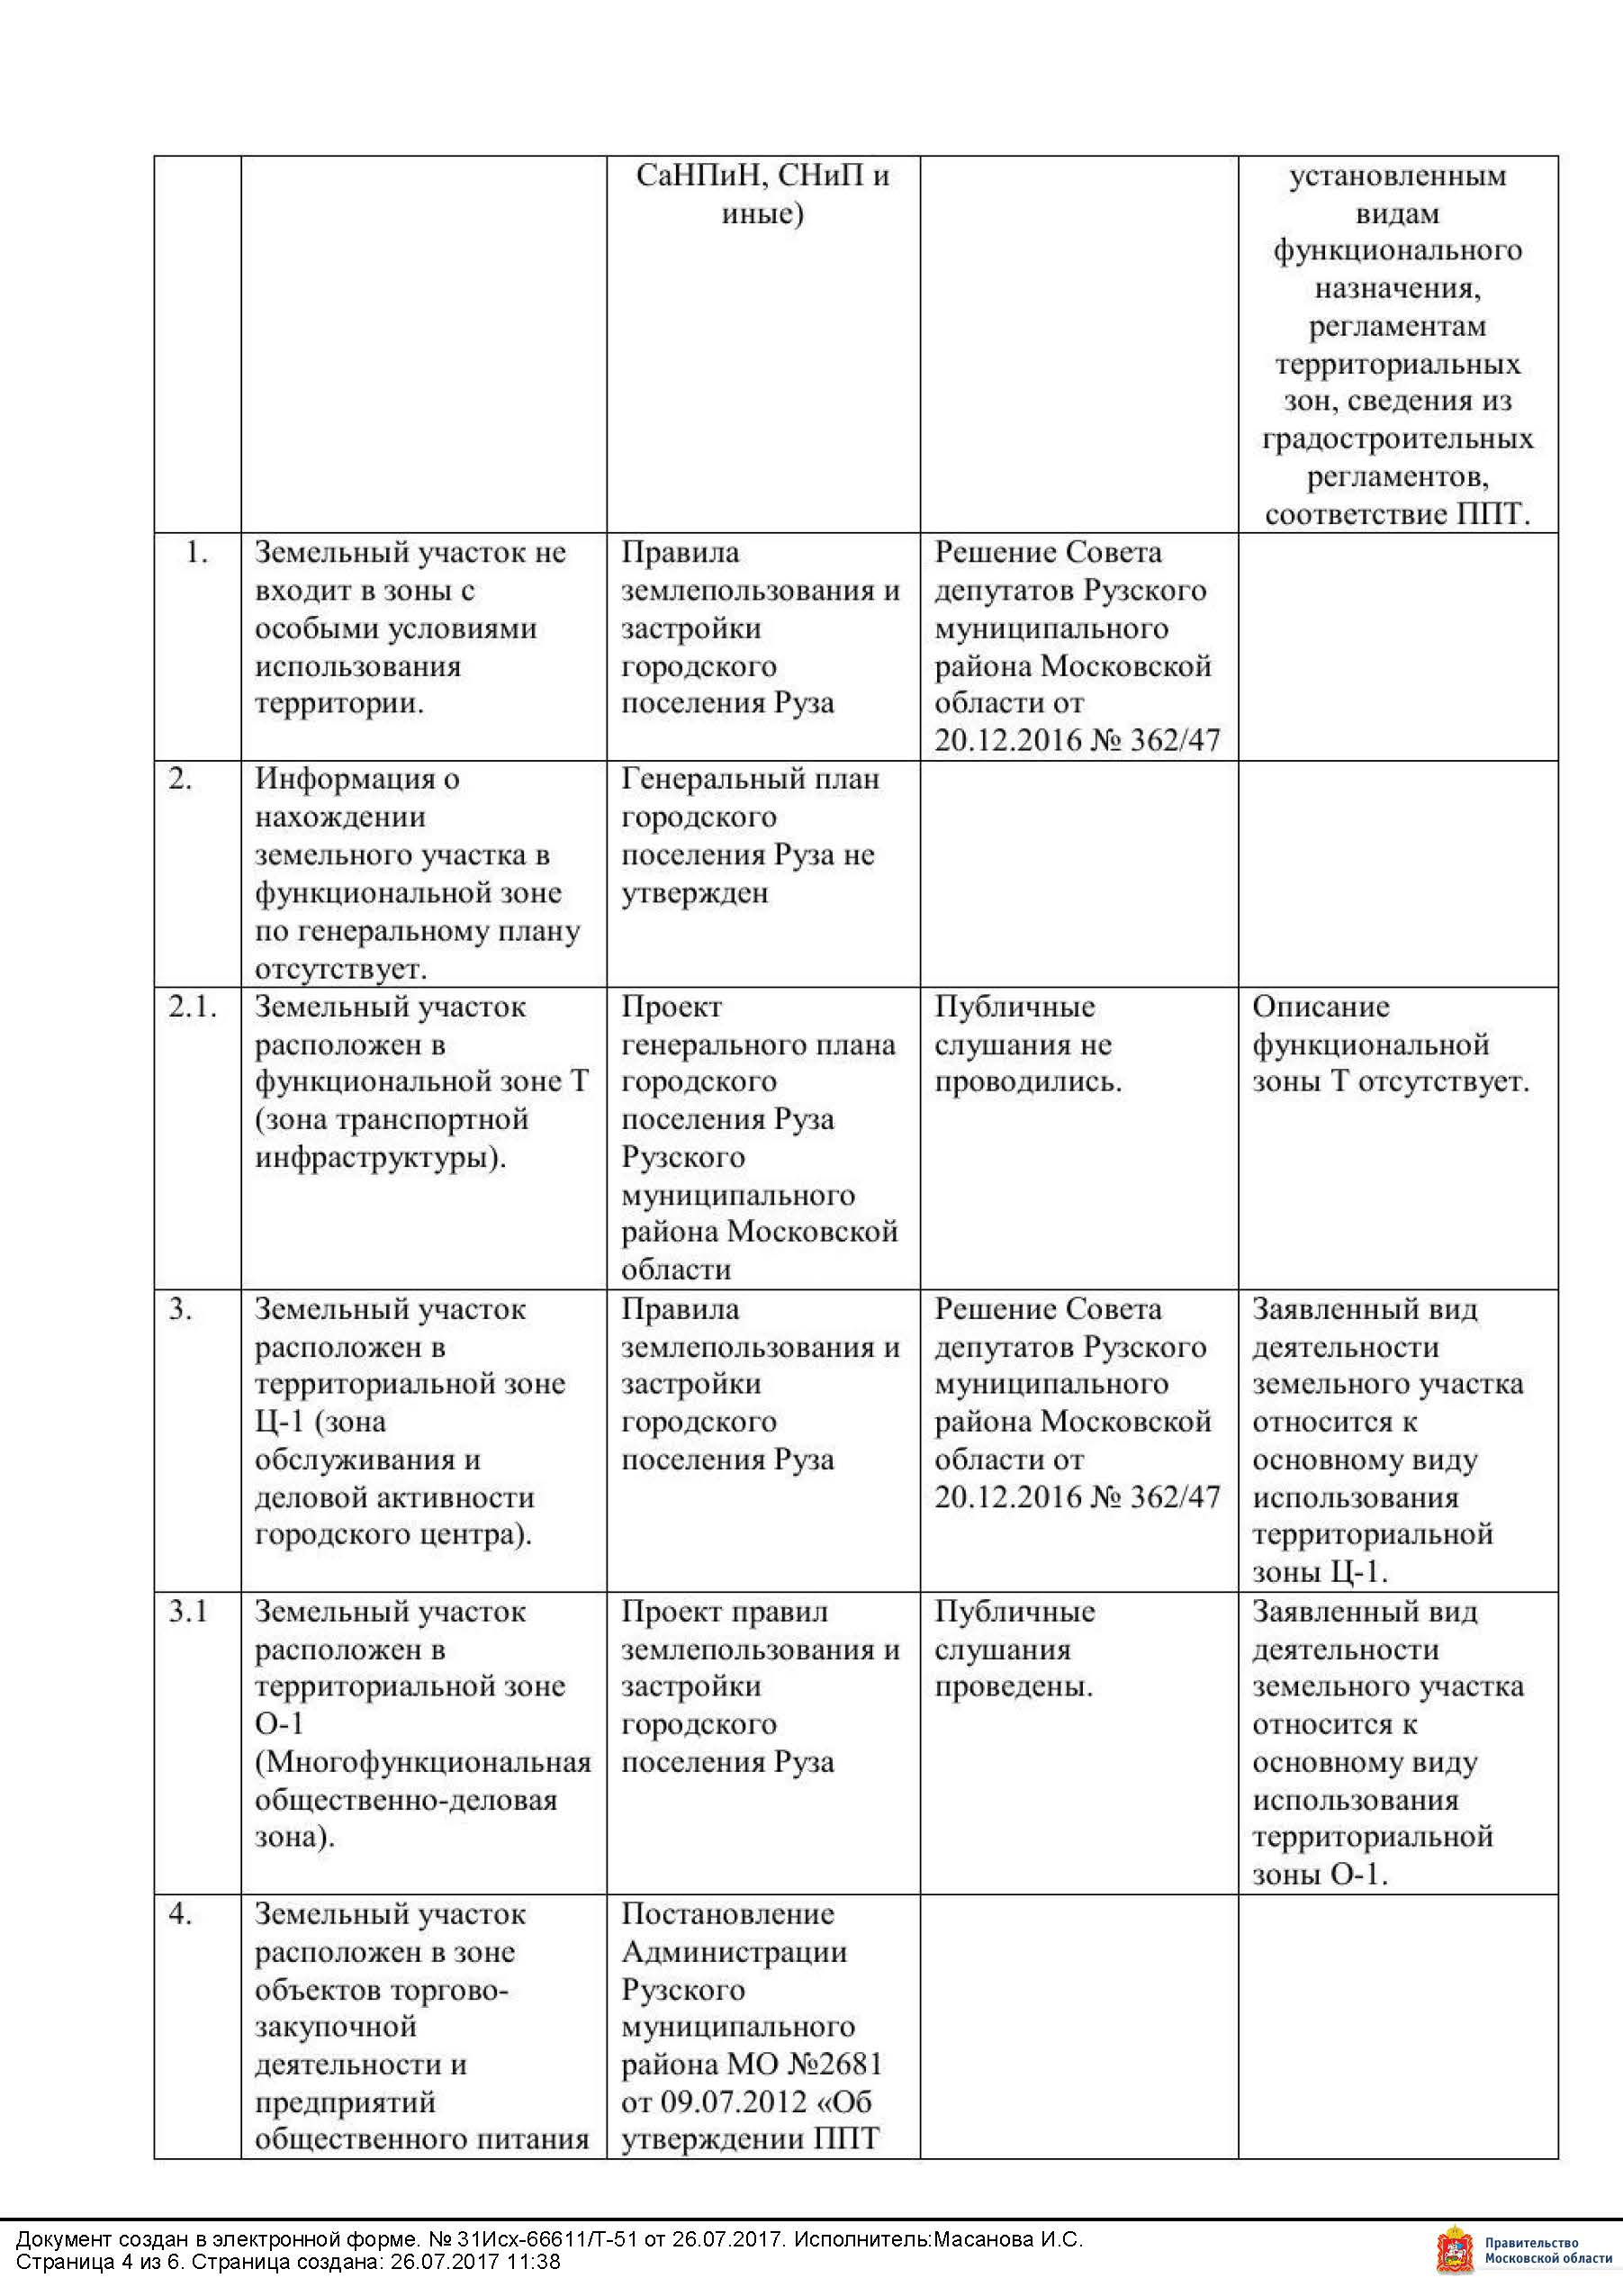 СаНПиН, СНиП и
иные)
установленным
видам
функционального
назначения,
регламентам
территориальных
зон, сведения из
градостроительных
регламентов,
соответствие ППТ.
1.
Земельный участок не
входит в зоны с
особыми условиями
использования
территории.
Правила
землепользования и
застройки
городского
поселения Руза
Решение Совета
депутатов Рузского
муниципального
района Московской
области от
20.12.2016 № 362/47
2.
Информация о
нахождении
земельного участка в
функциональной зоне
по генеральному плану
отсутствует.
Генеральный план
городского
поселения Руза не
утвержден
2.1.
Земельный участок
расположен в
функциональной зоне Т
(зона транспортной
инфраструктуры).
Проект
генерального плана
городского
поселения Руза
Рузского
муниципального
района Московской
области
Публичные
слушания не
проводились.
Описание
функциональной
зоны Т отсутствует.
3.
Земельный участок
расположен в
территориальной зоне
Ц-1 (зона
обслуживания и
деловой активности
городского центра).
Правила
землепользования и
застройки
городского
поселения Руза
Решение Совета
депутатов Рузского
муниципального
района Московской
области от
20.12.2016 № 362/47
Заявленный вид
деятельности
земельного участка
относится к
основному виду
использования
территориальной
зоны Ц-1.
3.1
Земельный участок
расположен в
территориальной зоне
О-1
(Многофункциональная
общественно-деловая
зона).
Проект правил
землепользования и
застройки
городского
поселения Руза
Публичные
слушания
проведены.
Заявленный вид
деятельности
земельного участка
относится к
основному виду
использования
территориальной
зоны О-1.
4.
Земельный участок
расположен в зоне
объектов торгово-
закупочной
деятельности и
предприятий
общественного питания
Постановление
Администрации
Рузского
муниципального
района МО №2681
от 09.07.2012 «Об
утверждении ППТ
Документ создан в электронной форме. № 31Исх-66611/Т-51 от 26.07.2017. Исполнитель:Масанова И.С.
Страница 4 из 6. Страница создана: 26.07.2017 11:38
Правительство
Московской области